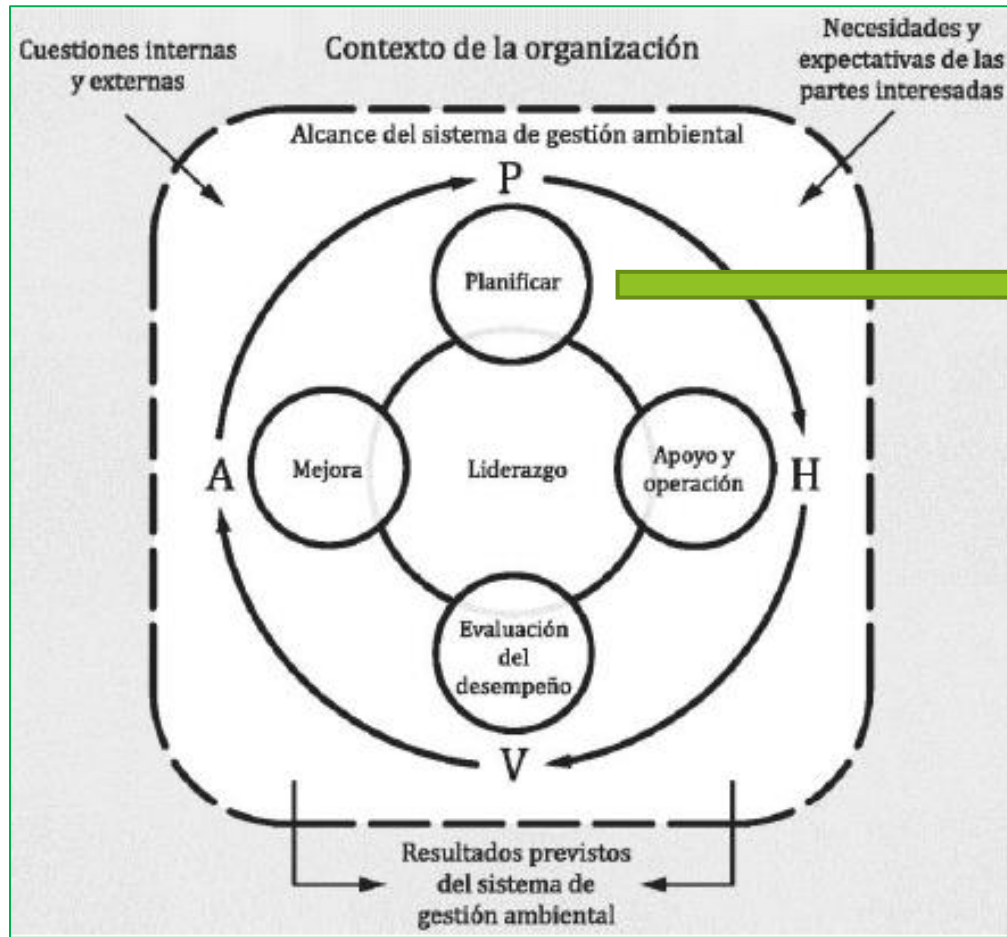 Cuestiones internas
y externas
Contexto de la organización
Necesidades y
expectativas de las
partes interesadas
Alcance del sistema de gestión ambiental
P
Planificar
A
Mejora
Liderazgo
Apoyo y
operación
H
Evaluación
del
desempeño
V
Resultados previstos
del sistema de
gestión ambiental